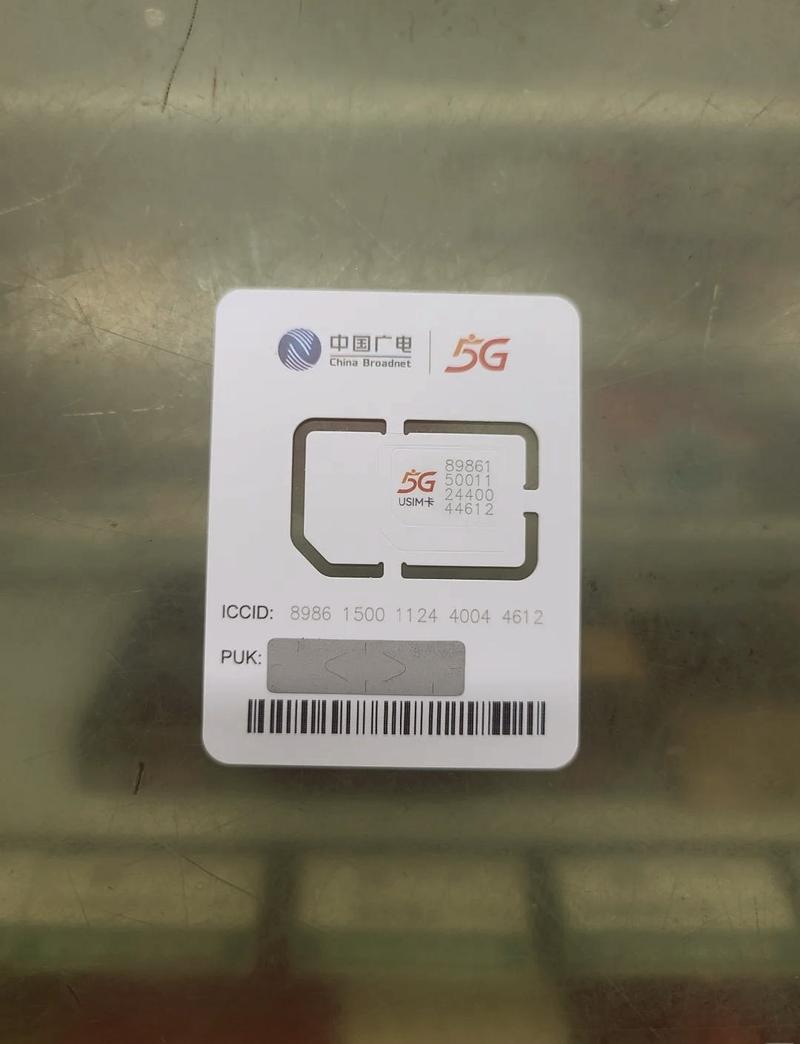 中国广电
China Broadnet
5G
5G
USIM卡
89861
50011
24400
44612
ICCID: 8986 1500 1124 4004 4612
PUK: